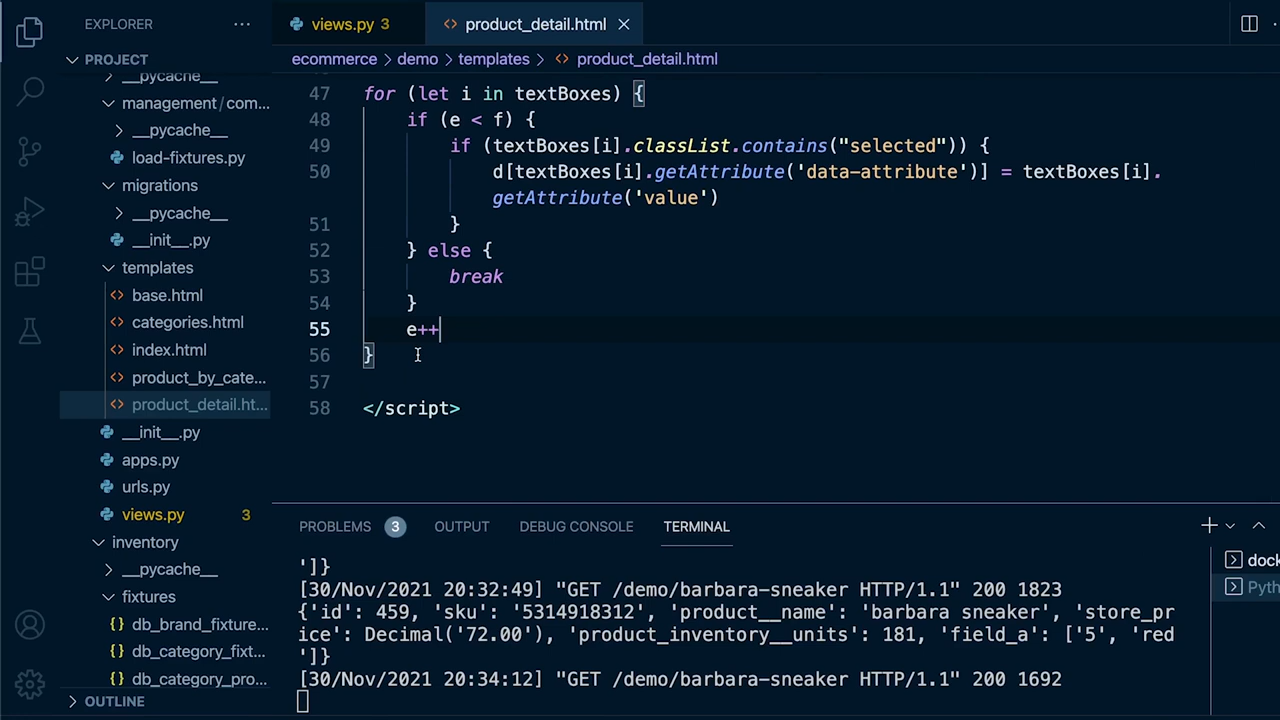 EXPLORER
PROJECT
__pycache__
management/com...
__pycache__
load-fixtures.py
migrations
__pycache__
__init__.py
templates
base.html
categories.html
index.html
product_by_cate...
product_detail.ht...
__init__.py
apps.py
urls.py
views.py 3
inventory
__pycache__
fixtures
db_brand_fixture...
db_category_fixt...
db_category_pro...
OUTLINE
views.py 3
product_detail.html
ecommerce > demo > templates > product_detail.html
47 for (let i in textBoxes) {
48 if (e < f) {
49 if (textBoxes[i].classList.contains("selected")) {
50 d[textBoxes[i].getAttribute('data-attribute')] = textBoxes[i].
getAttribute('value')
51 }
52 } else {
53 break
54 }
55 e++
56 }
57
58 </script>
PROBLEMS 3 OUTPUT DEBUG CONSOLE TERMINAL
']}
[30/Nov/2021 20:32:49] "GET /demo/barbara-sneaker HTTP/1.1" 200 1823
{'id': 459, 'sku': '5314918312', 'product__name': 'barbara sneaker', 'store_pr
ice': Decimal('72.00'), 'product_inventory__units': 181, 'field_a': ['5', 'red
']}
[30/Nov/2021 20:34:12] "GET /demo/barbara-sneaker HTTP/1.1" 200 1692
dock
Pyth